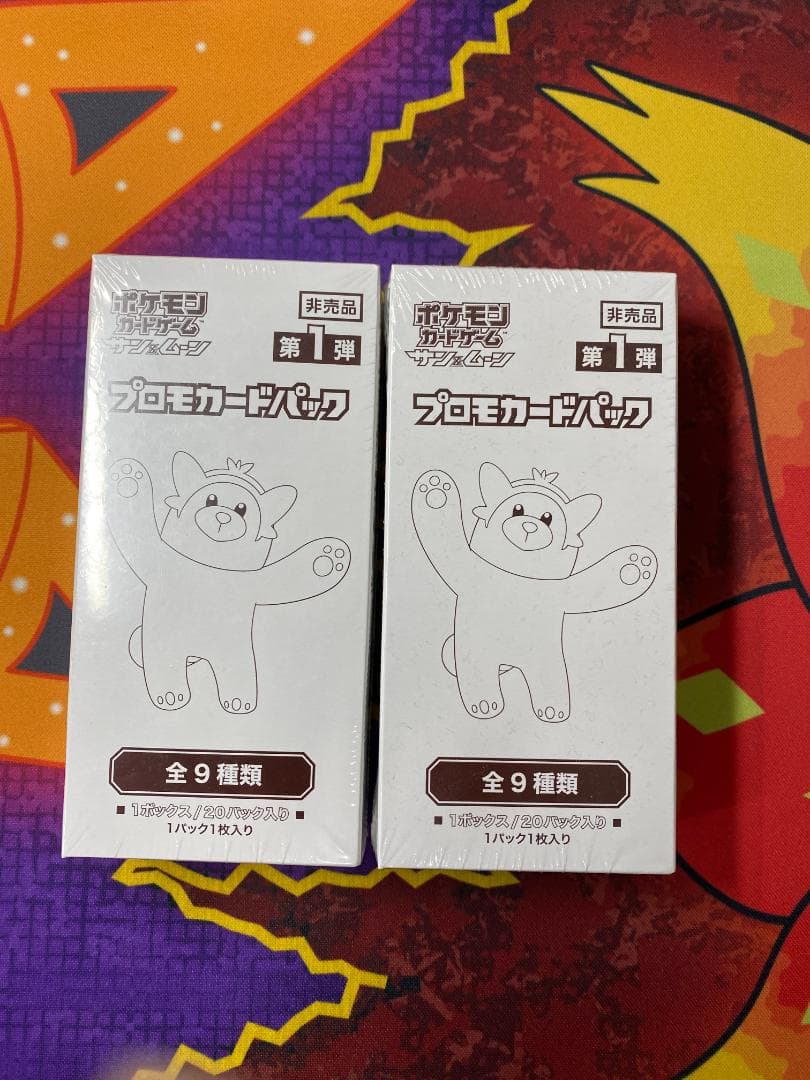 ポケモン
カードゲーム
サン&ムーン
非売品
第1弾
プロモカードパック
全9種類
■1ボックス/20パック入り■
1パック1枚入り
ポケモン
カードゲーム
サン&ムーン
非売品
第1弾
プロモカードパック
全9種類
■1ボックス/20パック入り■
1パック1枚入り